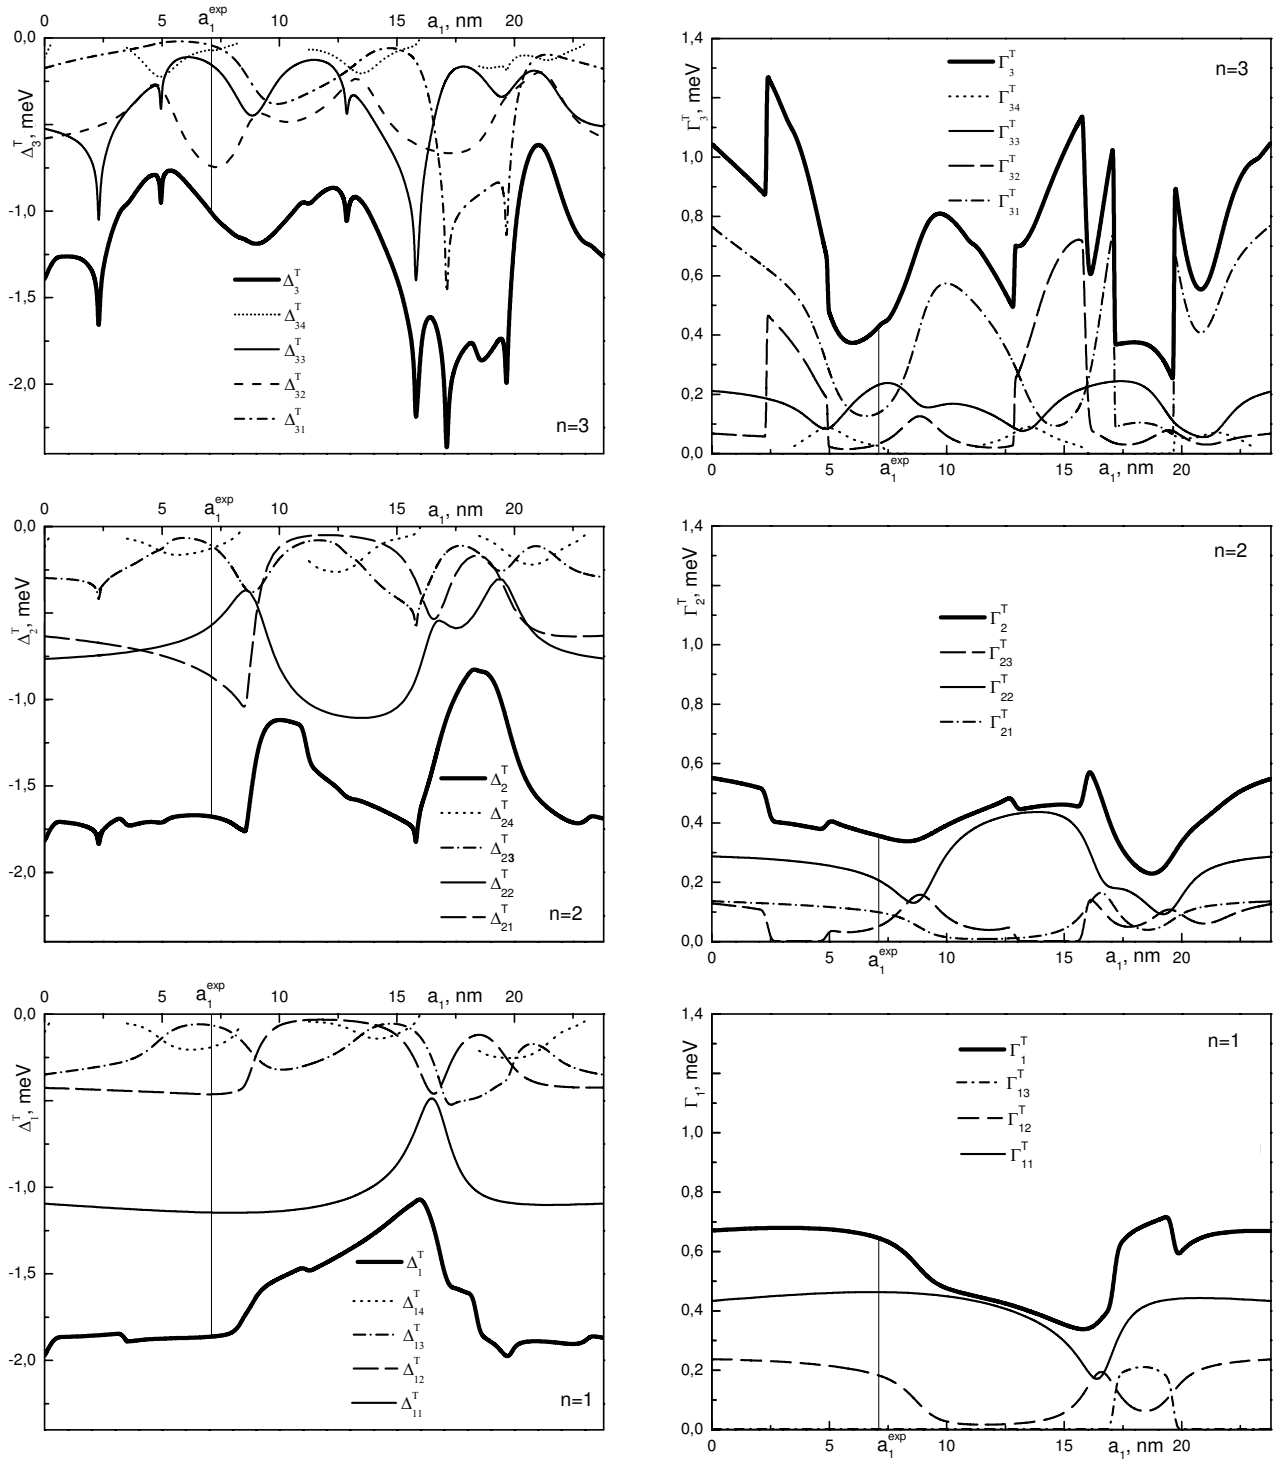 0 5 a₁ᵉˣᵖ 10 15 a₁, nm 20
0,0
-1,0
-1,5
-2,0
Δ₃ᵀ, meV
Δ₃ᵀ
Δ₃₄ᵀ
Δ₃₃ᵀ
Δ₃₂ᵀ
Δ₃₁ᵀ
n=3
1,4
1,2
1,0
0,8
0,6
0,4
0,2
0,0
Γ₃ᵀ, meV
Γ₃ᵀ
Γ₃₄ᵀ
Γ₃₃ᵀ
Γ₃₂ᵀ
Γ₃₁ᵀ
n=3
0 5 a₁ᵉˣᵖ 10 15 a₁, nm 20
0 5 a₁ᵉˣᵖ 10 15 a₁, nm 20
0,0
-1,0
-1,5
-2,0
Δ₂ᵀ, meV
Δ₂ᵀ
Δ₂₄ᵀ
Δ₂₃ᵀ
Δ₂₂ᵀ
Δ₂₁ᵀ
n=2
1,4
1,2
1,0
0,8
0,6
0,4
0,2
0,0
Γ₂ᵀ, meV
n=2
Γ₂ᵀ
Γ₂₃ᵀ
Γ₂₂ᵀ
Γ₂₁ᵀ
0 5 a₁ᵉˣᵖ 10 15 a₁, nm 20
0 5 a₁ᵉˣᵖ 10 15 a₁, nm 20
0,0
-1,0
-1,5
-2,0
Δ₁ᵀ, meV
Δ₁ᵀ
Δ₁₄ᵀ
Δ₁₃ᵀ
Δ₁₂ᵀ
Δ₁₁ᵀ
n=1
1,4
1,2
1,0
0,8
0,6
0,4
0,2
0,0
Γ₁, meV
n=1
Γ₁ᵀ
Γ₁₃ᵀ
Γ₁₂ᵀ
Γ₁₁ᵀ
0 5 a₁ᵉˣᵖ 10 15 a₁, nm 20